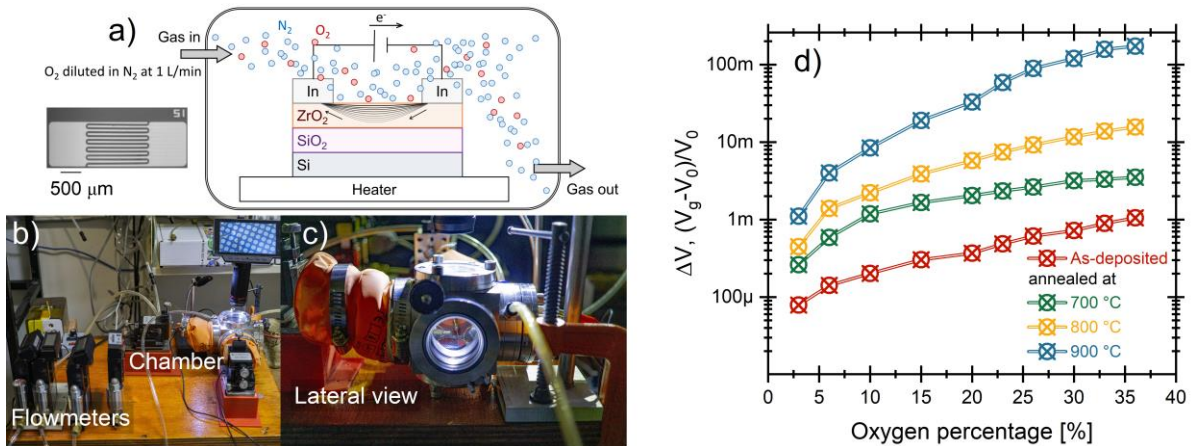 a)
Gas in
N₂
O₂
e⁻
O₂ diluted in N₂ at 1 L/min
In
In
ZrO₂
SiO₂
Si
Heater
Gas out
S1
500 μm
b)
Chamber
Flowmeters
c)
Lateral view
d)
ΔV, (Vg-V₀)/V₀
100m
10m
1m
100μ
As-deposited
annealed at
700 °C
800 °C
900 °C
0 5 10 15 20 25 30 35 40
Oxygen percentage [%]